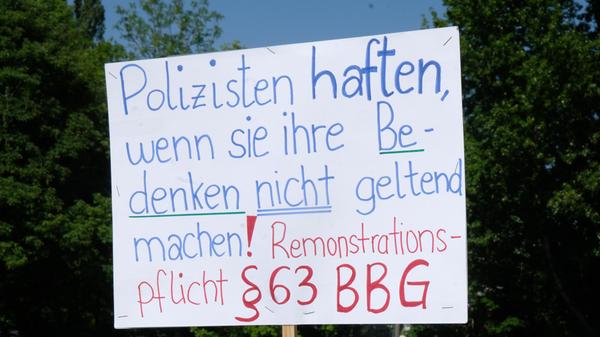 Polizisten haften,
wenn sie ihre Be-
denken nicht geltend
machen! Remonstrations-
pflicht §63 BBG